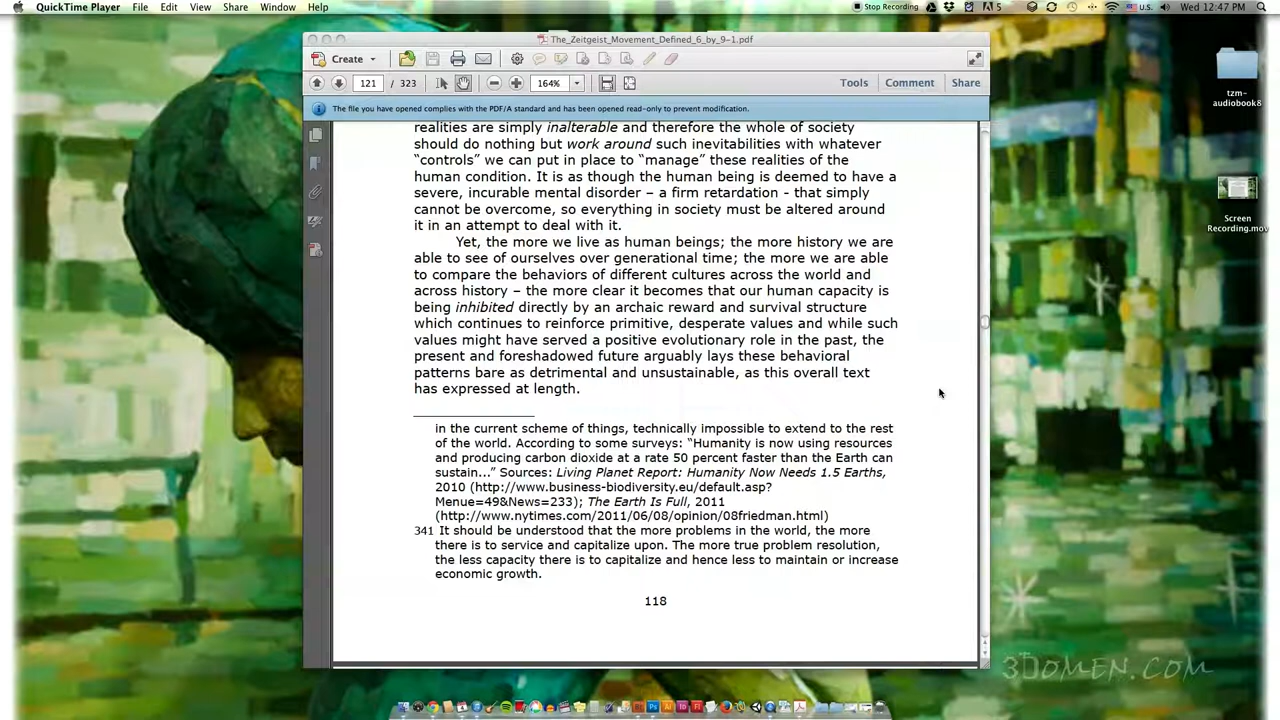 QuickTime Player File Edit View Share Window Help
Stop Recording
A 5
U.S.
Wed 12:47 PM
The_Zeitgeist_Movement_Defined_6_by_9-1.pdf
Create
121 / 323
164%
Tools Comment Share
The file you have opened complies with the PDF/A standard and has been opened read-only to prevent modification.
realities are simply inalterable and therefore the whole of society
should do nothing but work around such inevitabilities with whatever
“controls” we can put in place to “manage” these realities of the
human condition. It is as though the human being is deemed to have a
severe, incurable mental disorder – a firm retardation - that simply
cannot be overcome, so everything in society must be altered around
it in an attempt to deal with it.
Yet, the more we live as human beings; the more history we are
able to see of ourselves over generational time; the more we are able
to compare the behaviors of different cultures across the world and
across history – the more clear it becomes that our human capacity is
being inhibited directly by an archaic reward and survival structure
which continues to reinforce primitive, desperate values and while such
values might have served a positive evolutionary role in the past, the
present and foreshadowed future arguably lays these behavioral
patterns bare as detrimental and unsustainable, as this overall text
has expressed at length.
in the current scheme of things, technically impossible to extend to the rest
of the world. According to some surveys: “Humanity is now using resources
and producing carbon dioxide at a rate 50 percent faster than the Earth can
sustain...” Sources: Living Planet Report: Humanity Now Needs 1.5 Earths,
2010 (http://www.business-biodiversity.eu/default.asp?
Menue=49&News=233); The Earth Is Full, 2011
(http://www.nytimes.com/2011/06/08/opinion/08friedman.html)
341 It should be understood that the more problems in the world, the more
there is to service and capitalize upon. The more true problem resolution,
the less capacity there is to capitalize and hence less to maintain or increase
economic growth.
118
tzm-
audiobook8
Screen
Recording.mov
3DOMEN.COM